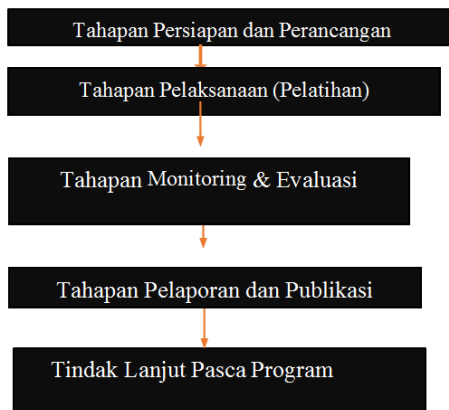 Tahapan Persiapan dan Perancangan
Tahapan Pelaksanaan (Pelatihan)
Tahapan Monitoring & Evaluasi
Tahapan Pelaporan dan Publikasi
Tindak Lanjut Pasca Program